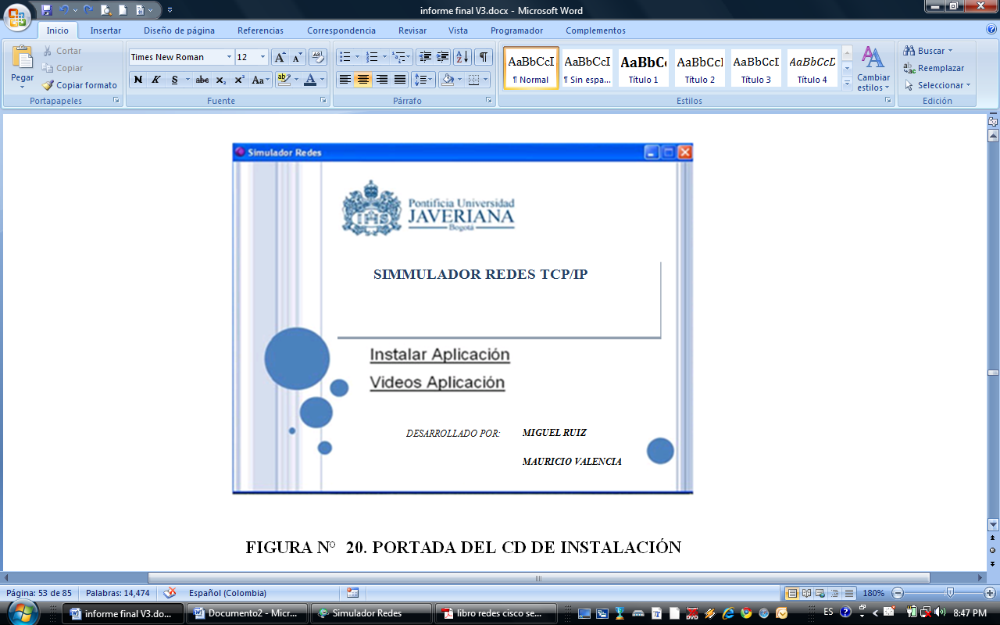 informe final V3.docx - Microsoft Word
Inicio Insertar Diseño de página Referencias Correspondencia Revisar Vista Programador Complementos
Pegar
Cortar
Copiar
Copiar formato
Portapapeles
Times New Roman 12
N K S abc x₂ x² Aa
Fuente
Párrafo
AaBbCcI AaBbCcI AaBbCc AaBbCcI AaBbCcI AaBbCcD
¶ Normal ¶ Sin espa... Título 1 Título 2 Título 3 Título 4
Cambiar estilos
Estilos
Buscar
Reemplazar
Seleccionar
Edición
Simulador Redes
Pontificia Universidad
JAVERIANA
Bogotá
SIMMULADOR REDES TCP/IP
Instalar Aplicación
Videos Aplicación
DESARROLLADO POR: MIGUEL RUIZ
MAURICIO VALENCIA
FIGURA N° 20. PORTADA DEL CD DE INSTALACIÓN
Página: 53 de 85 Palabras: 14,474 Español (Colombia) 180%
informe final V3.do... Documento2 - Micr... Simulador Redes libro redes cisco se... ES 8:47 PM